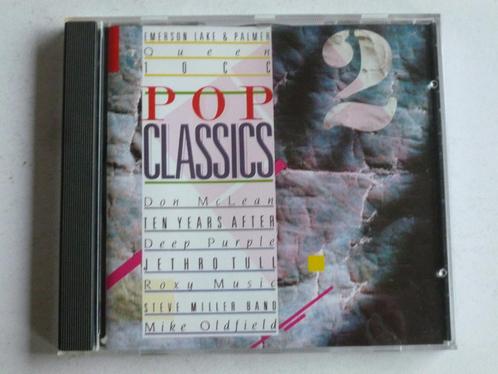 EMERSON LAKE & PALMER
Queen
10CC
POP
CLASSICS
2
Don McLean
TEN YEARS AFTER
Deep Purple
JETHRO TULL
Roxy Music
STEVE MILLER BAND
Mike Oldfield